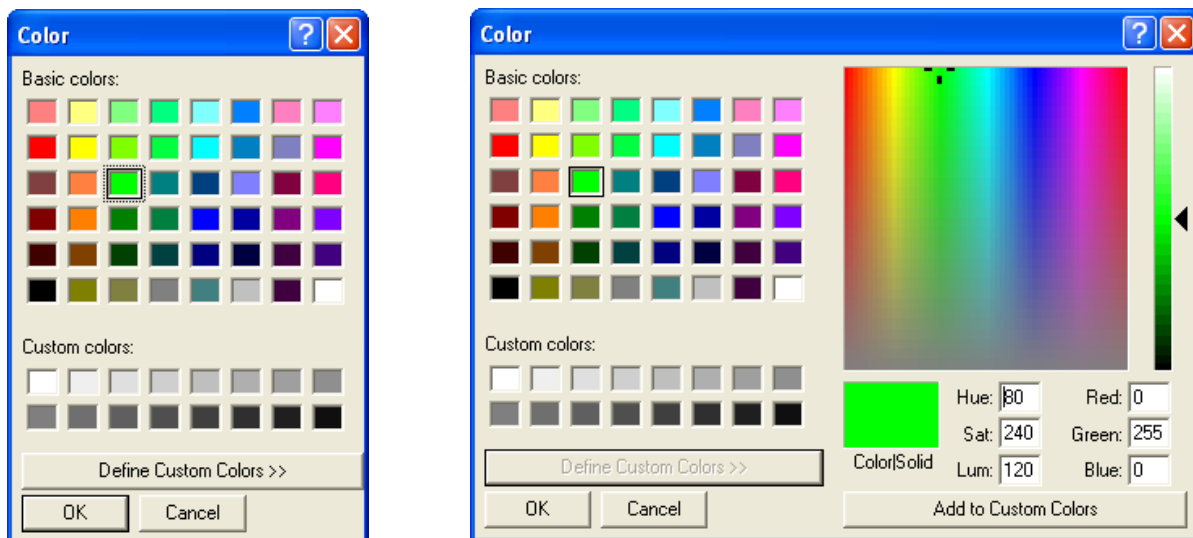 Color
Basic colors:
Custom colors:
Define Custom Colors >>
OK Cancel
Color
Basic colors:
Custom colors:
Define Custom Colors >>
OK Cancel
Color|Solid
Hue: 80 Red: 0
Sat: 240 Green: 255
Lum: 120 Blue: 0
Add to Custom Colors